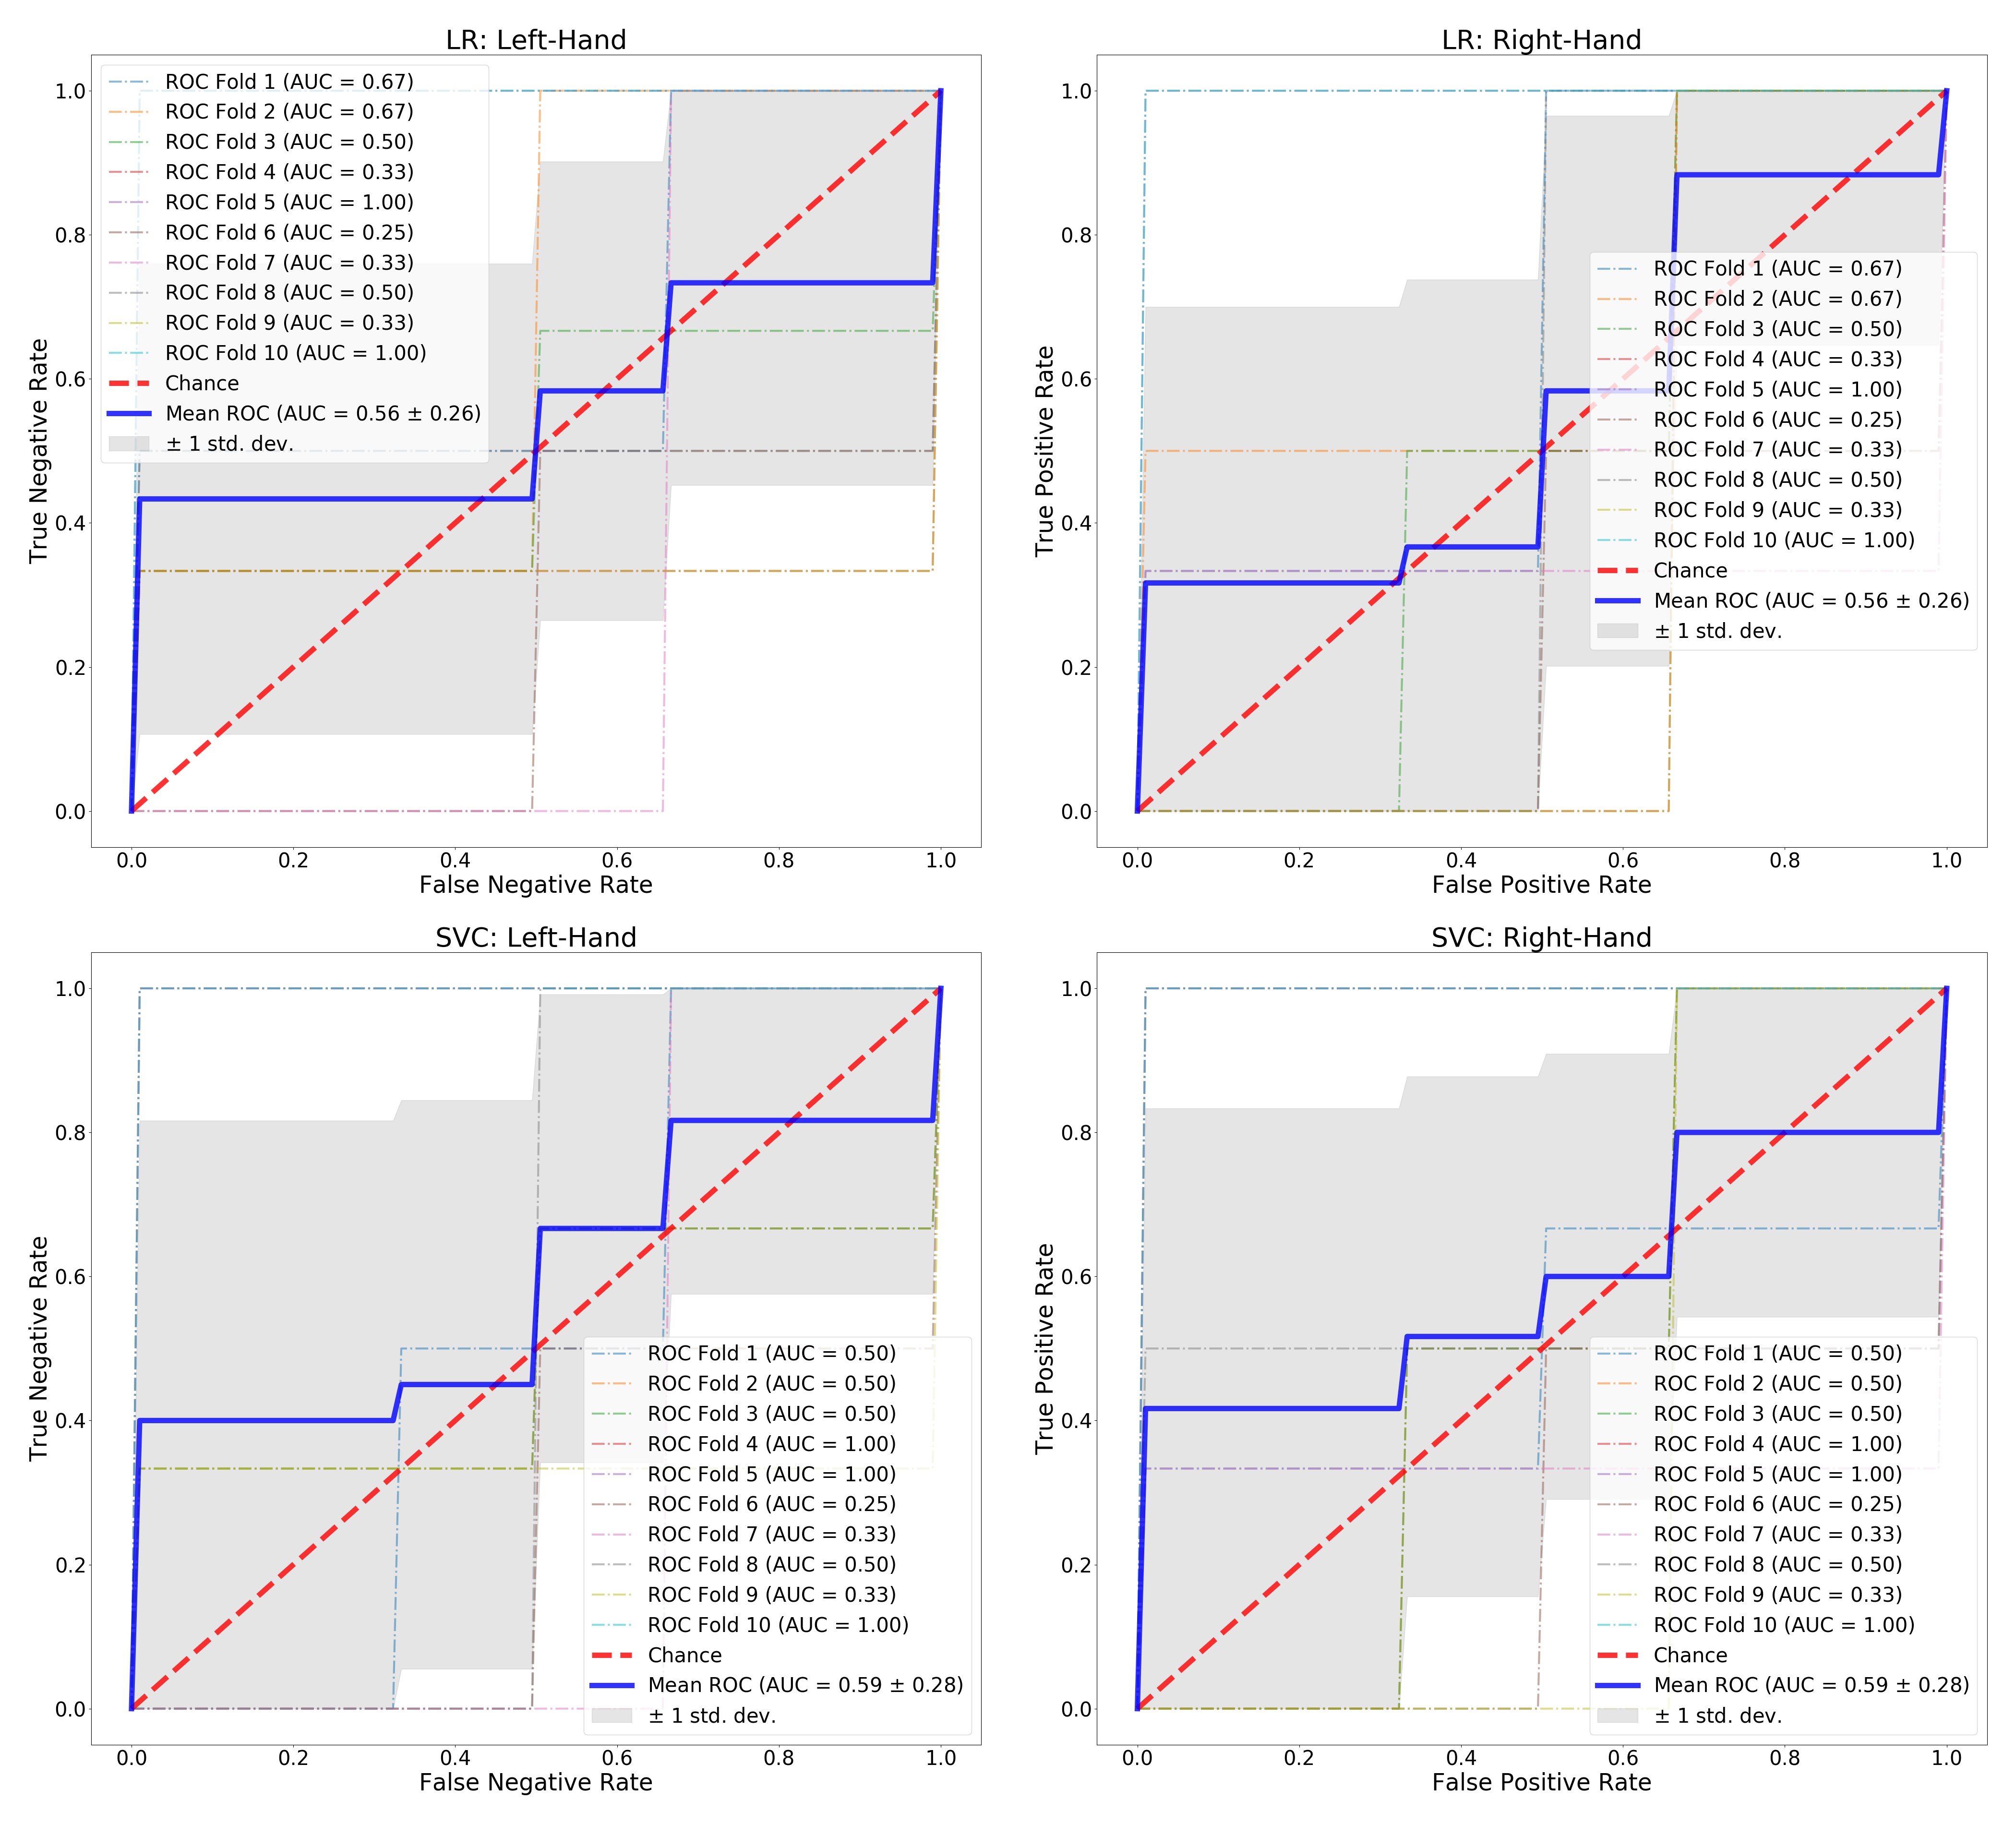 LR: Left-Hand
1.0
0.8
0.6
0.4
0.2
0.0
True Negative Rate
ROC Fold 1 (AUC = 0.67)
ROC Fold 2 (AUC = 0.67)
ROC Fold 3 (AUC = 0.50)
ROC Fold 4 (AUC = 0.33)
ROC Fold 5 (AUC = 1.00)
ROC Fold 6 (AUC = 0.25)
ROC Fold 7 (AUC = 0.33)
ROC Fold 8 (AUC = 0.50)
ROC Fold 9 (AUC = 0.33)
ROC Fold 10 (AUC = 1.00)
Chance
Mean ROC (AUC = 0.56 ± 0.26)
± 1 std. dev.
0.0 0.2 0.4 0.6 0.8 1.0
False Negative Rate
LR: Right-Hand
1.0
0.8
0.6
0.4
0.2
0.0
True Positive Rate
ROC Fold 1 (AUC = 0.67)
ROC Fold 2 (AUC = 0.67)
ROC Fold 3 (AUC = 0.50)
ROC Fold 4 (AUC = 0.33)
ROC Fold 5 (AUC = 1.00)
ROC Fold 6 (AUC = 0.25)
ROC Fold 7 (AUC = 0.33)
ROC Fold 8 (AUC = 0.50)
ROC Fold 9 (AUC = 0.33)
ROC Fold 10 (AUC = 1.00)
Chance
Mean ROC (AUC = 0.56 ± 0.26)
± 1 std. dev.
0.0 0.2 0.4 0.6 0.8 1.0
False Positive Rate
SVC: Left-Hand
1.0
0.8
0.6
0.4
0.2
0.0
True Negative Rate
ROC Fold 1 (AUC = 0.50)
ROC Fold 2 (AUC = 0.50)
ROC Fold 3 (AUC = 0.50)
ROC Fold 4 (AUC = 1.00)
ROC Fold 5 (AUC = 1.00)
ROC Fold 6 (AUC = 0.25)
ROC Fold 7 (AUC = 0.33)
ROC Fold 8 (AUC = 0.50)
ROC Fold 9 (AUC = 0.33)
ROC Fold 10 (AUC = 1.00)
Chance
Mean ROC (AUC = 0.59 ± 0.28)
± 1 std. dev.
0.0 0.2 0.4 0.6 0.8 1.0
False Negative Rate
SVC: Right-Hand
1.0
0.8
0.6
0.4
0.2
0.0
True Positive Rate
ROC Fold 1 (AUC = 0.50)
ROC Fold 2 (AUC = 0.50)
ROC Fold 3 (AUC = 0.50)
ROC Fold 4 (AUC = 1.00)
ROC Fold 5 (AUC = 1.00)
ROC Fold 6 (AUC = 0.25)
ROC Fold 7 (AUC = 0.33)
ROC Fold 8 (AUC = 0.50)
ROC Fold 9 (AUC = 0.33)
ROC Fold 10 (AUC = 1.00)
Chance
Mean ROC (AUC = 0.59 ± 0.28)
± 1 std. dev.
0.0 0.2 0.4 0.6 0.8 1.0
False Positive Rate